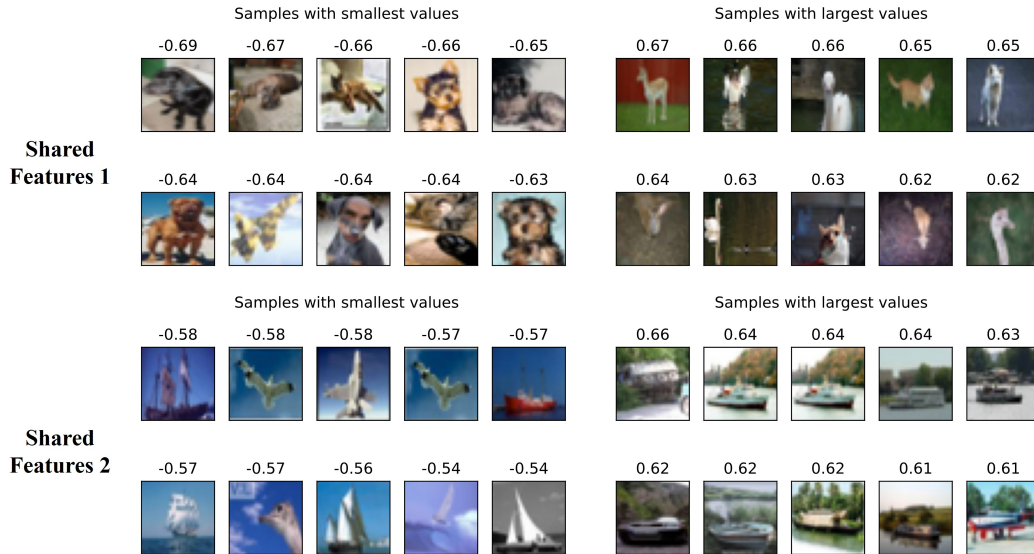 Samples with smallest values
Samples with largest values
-0.69 -0.67 -0.66 -0.66 -0.65 0.67 0.66 0.66 0.65 0.65
Shared
Features 1
-0.64 -0.64 -0.64 -0.64 -0.63 0.64 0.63 0.63 0.62 0.62
Samples with smallest values
Samples with largest values
-0.58 -0.58 -0.58 -0.57 -0.57 0.66 0.64 0.64 0.64 0.63
Shared
Features 2
-0.57 -0.57 -0.56 -0.54 -0.54 0.62 0.62 0.62 0.61 0.61